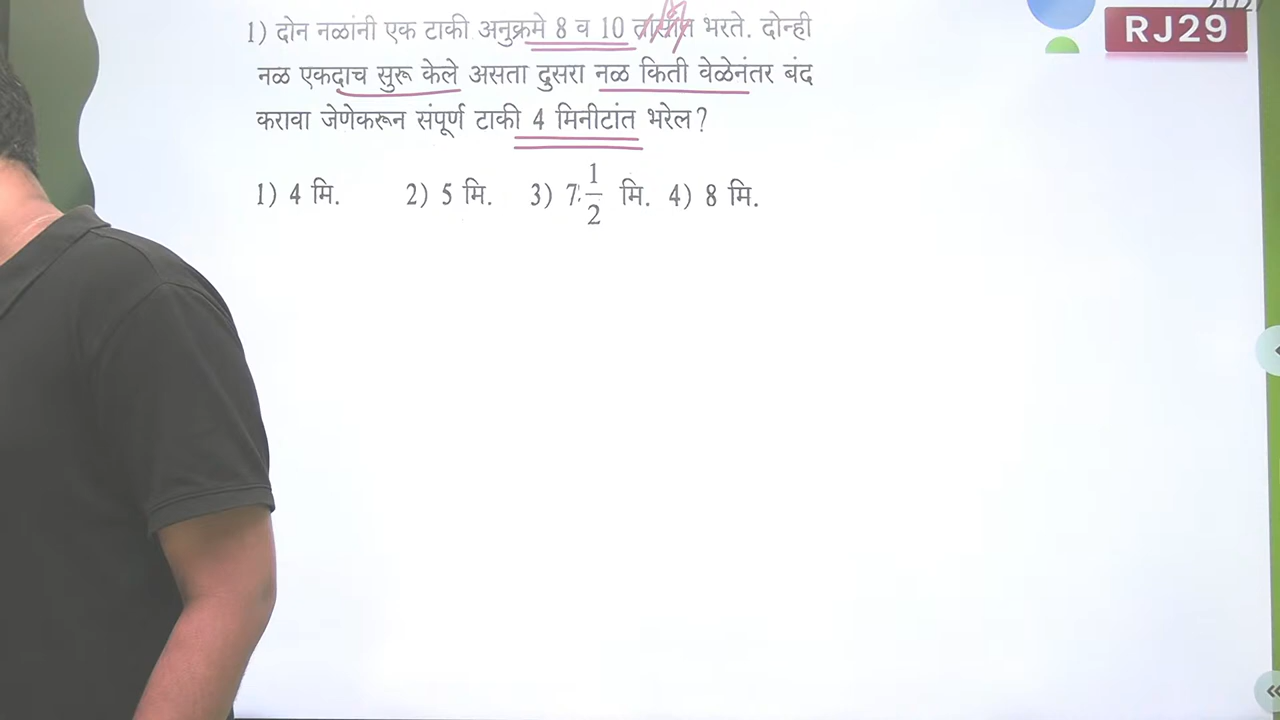 RJ29
1) दोन नळांनी एक टाकी अनुक्रमे 8 व 10 भरते. दोन्ही
नळ एकदाच सुरू केले असता दुसरा नळ किती वेळेनंतर बंद
करावा जेणेकरून संपूर्ण टाकी 4 मिनीटांत भरेल?
1) 4 मि. 2) 5 मि. 3) 7 1/2 मि. 4) 8 मि.